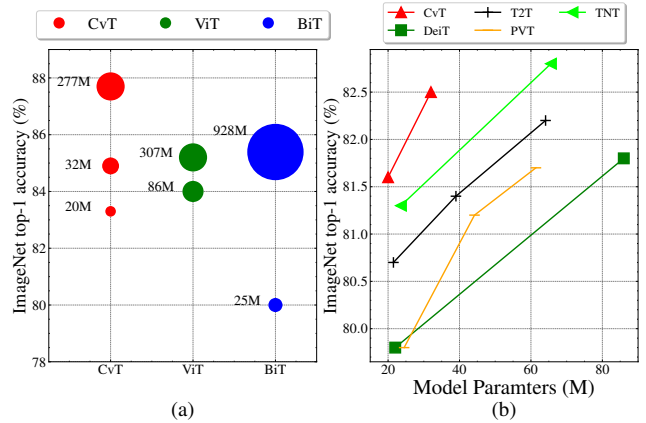 CvT ViT BiT
ImageNet top-1 accuracy (%)
88
86
84
82
80
78
277M
32M
20M
307M
86M
928M
25M
CvT ViT BiT
(a)
CvT T2T TNT
DeiT PVT
ImageNet top-1 accuracy (%)
82.5
82.0
81.5
81.0
80.5
80.0
20 40 60 80
Model Paramters (M)
(b)